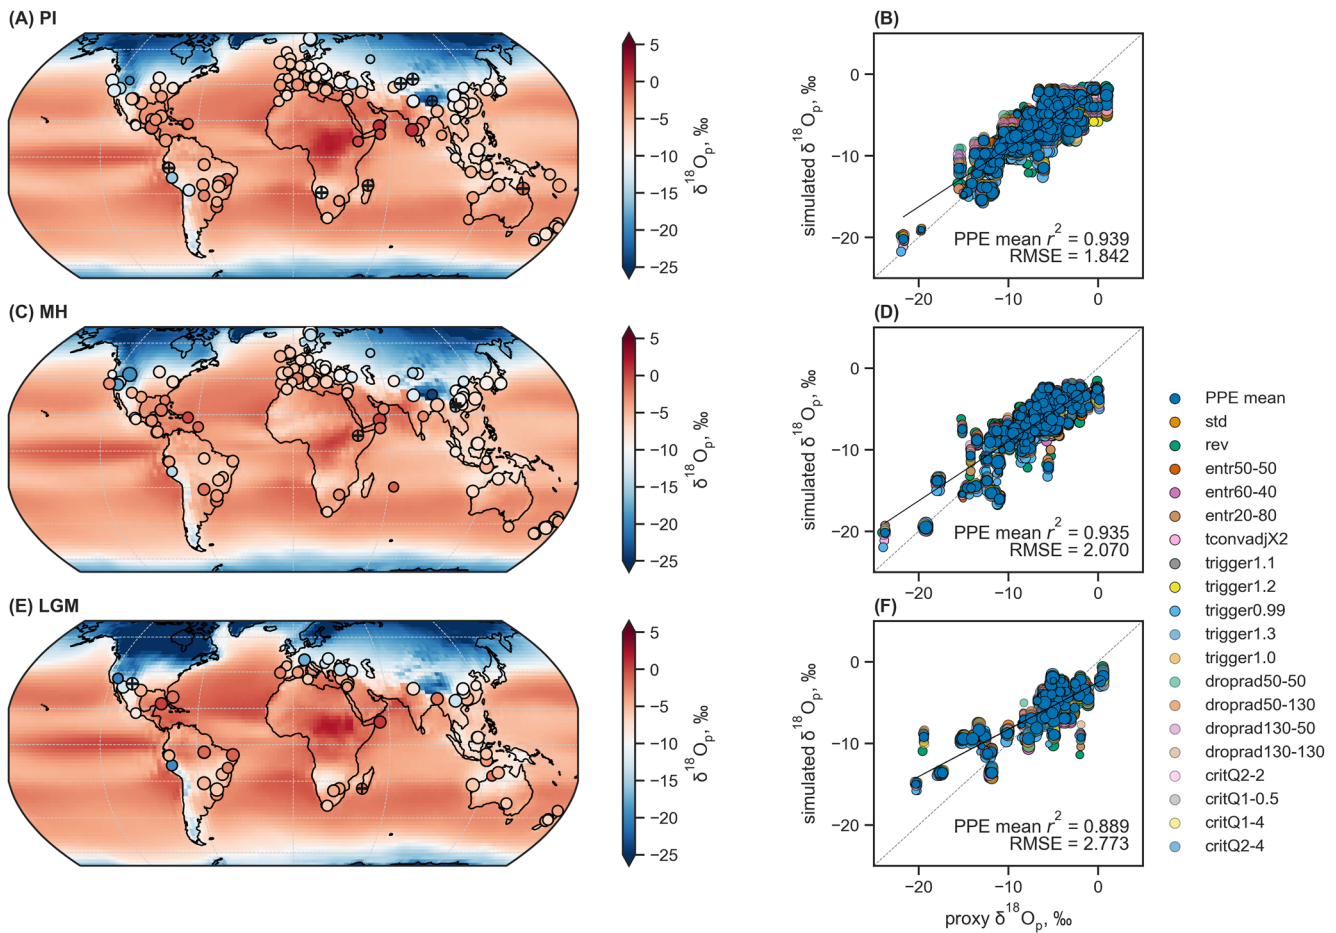 (A) PI
5
0
−5
−10
−15
−20
−25
δ¹⁸Oₚ, ‰
(B)
0
−10
−20
simulated δ¹⁸Oₚ, ‰
PPE mean r² = 0.939
RMSE = 1.842
−20
−10
0
(C) MH
5
0
−5
−10
−15
−20
−25
δ¹⁸Oₚ, ‰
(D)
0
−10
−20
simulated δ¹⁸Oₚ, ‰
PPE mean r² = 0.935
RMSE = 2.070
−20
−10
0
(E) LGM
5
0
−5
−10
−15
−20
−25
δ¹⁸Oₚ, ‰
(F)
0
−10
−20
simulated δ¹⁸Oₚ, ‰
PPE mean r² = 0.889
RMSE = 2.773
−20
−10
0
proxy δ¹⁸Oₚ, ‰
PPE mean
std
rev
entr50-50
entr60-40
entr20-80
tconvadjX2
trigger1.1
trigger1.2
trigger0.99
trigger1.3
trigger1.0
droprad50-50
droprad50-130
droprad130-50
droprad130-130
critQ2-2
critQ1-0.5
critQ1-4
critQ2-4